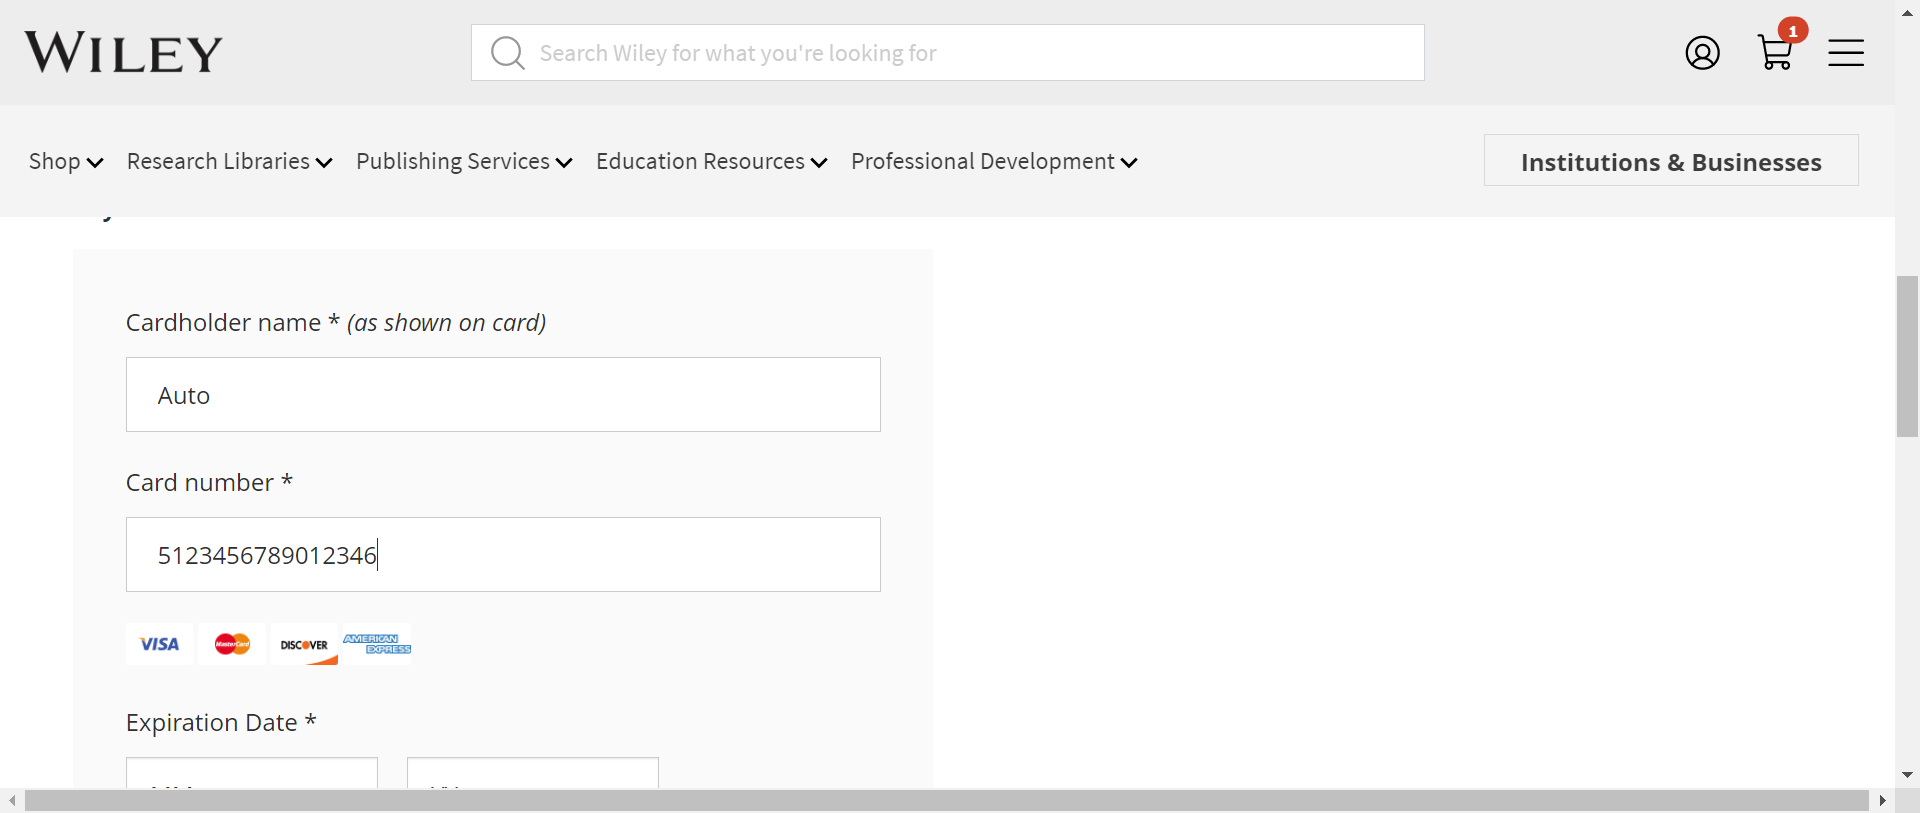 WILEY
Search Wiley for what you're looking for
1
Shop Research Libraries Publishing Services Education Resources Professional Development
Institutions & Businesses
Cardholder name * (as shown on card)
Auto
Card number *
5123456789012346
VISA MasterCard DISCOVER AMERICAN EXPRESS
Expiration Date *